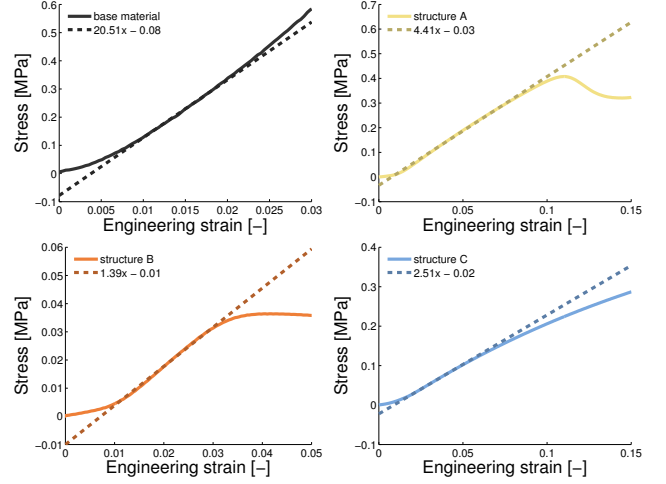 base material
20.51x − 0.08
0.6
0.5
0.4
0.3
0.2
0.1
0
−0.1
Stress [MPa]
0 0.005 0.01 0.015 0.02 0.025 0.03
Engineering strain [−]
structure A
4.41x − 0.03
0.7
0.6
0.5
0.4
0.3
0.2
0.1
0
−0.1
Stress [MPa]
0 0.05 0.1 0.15
Engineering strain [−]
structure B
1.39x − 0.01
0.06
0.05
0.04
0.03
0.02
0.01
0
−0.01
Stress [MPa]
0 0.01 0.02 0.03 0.04 0.05
Engineering strain [−]
structure C
2.51x − 0.02
0.4
0.3
0.2
0.1
0
−0.1
Stress [MPa]
0 0.05 0.1 0.15
Engineering strain [−]